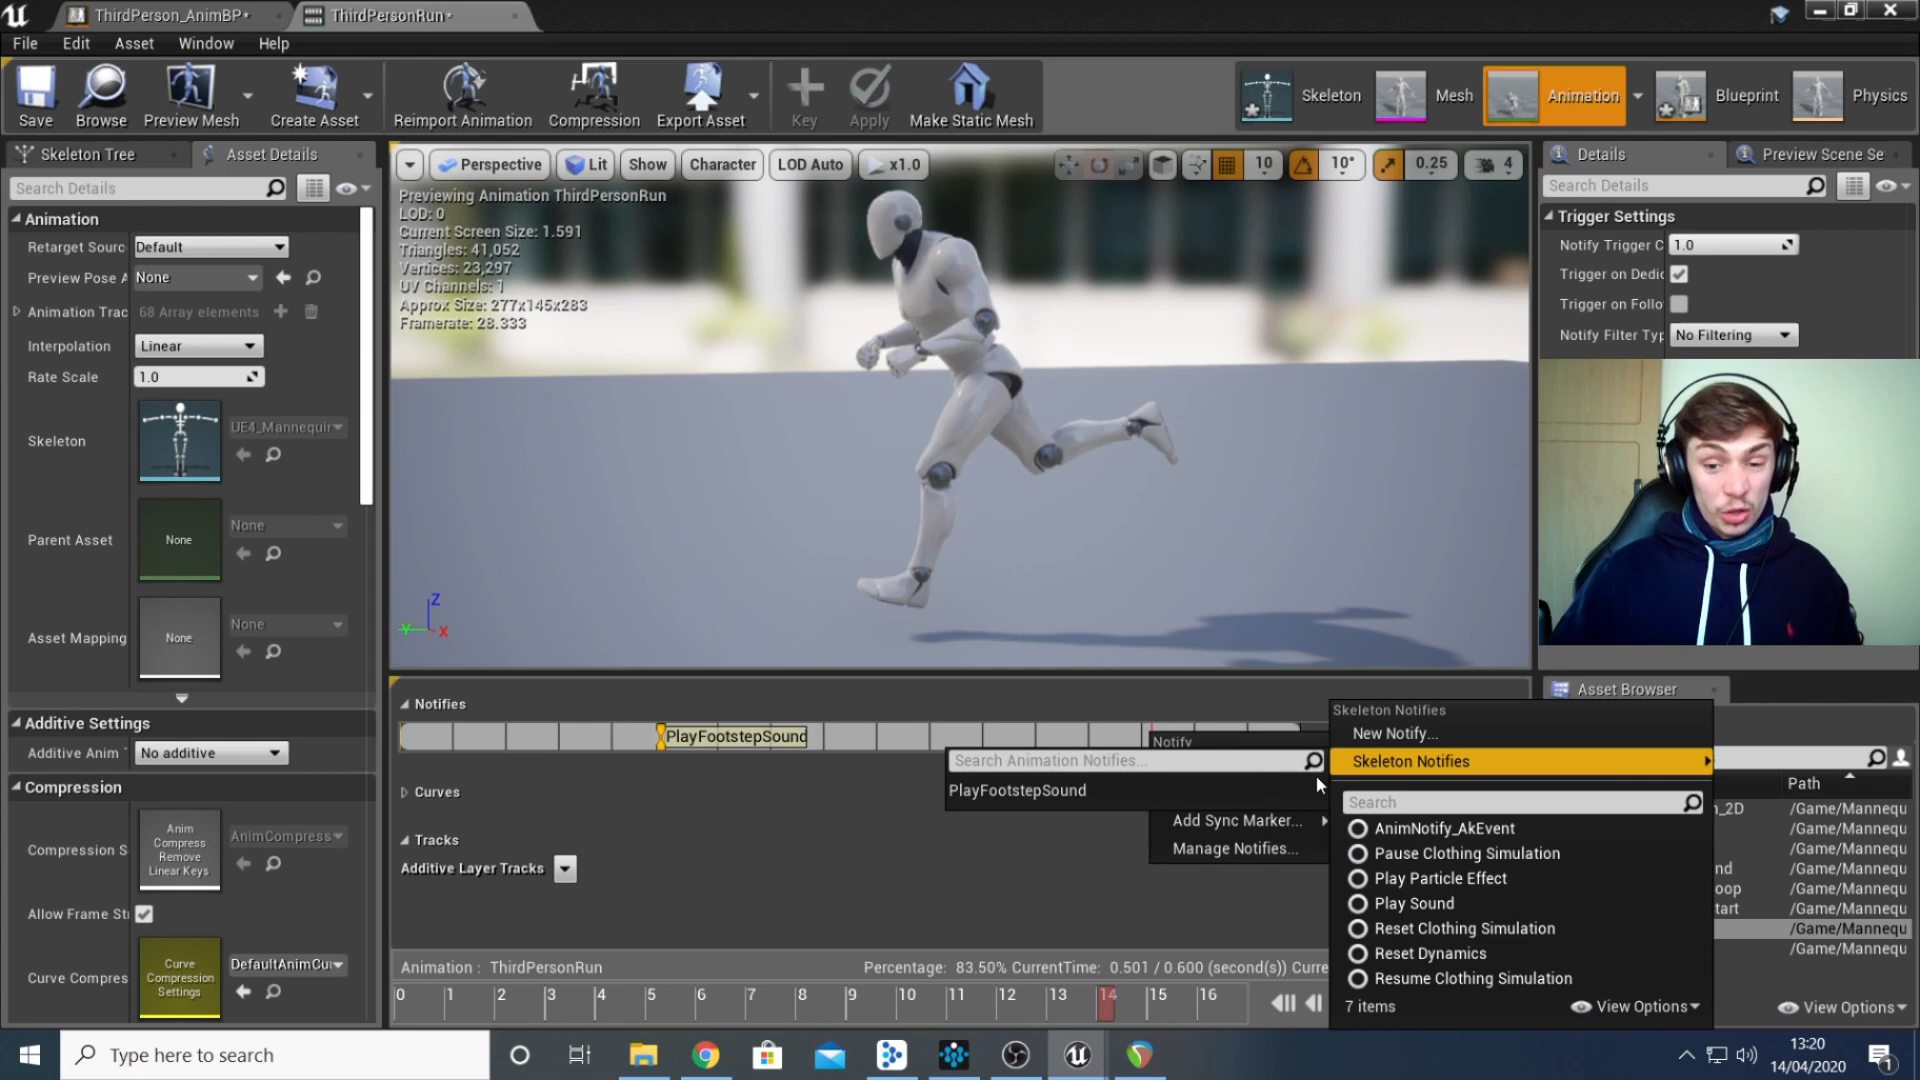 ThirdPerson_AnimBP*
ThirdPersonRun*
File Edit Asset Window Help
Save
Browse
Preview Mesh
Create Asset
Reimport Animation
Compression
Export Asset
Key
Apply
Make Static Mesh
Skeleton
Mesh
Animation
Blueprint
Physics
Skeleton Tree
Asset Details
Search Details
Animation
Retarget Sourc Default
Preview Pose A None
Animation Trac 68 Array elements
Interpolation Linear
Rate Scale 1.0
Skeleton UE4_Mannequin
Parent Asset None None
Asset Mapping None None
Additive Settings
Additive Anim No additive
Compression
Compression S
Anim
Compress
Remove
Linear Keys
AnimCompress
Allow Frame Str
Curve Compres
Curve
Compression
Settings
DefaultAnimCur
Perspective Lit Show Character LOD Auto x1.0
10 10° 0.25 4
Previewing Animation ThirdPersonRun
LOD: 0
Current Screen Size: 1.591
Triangles: 41,052
Vertices: 23,297
UV Channels: 1
Approx Size: 277x145x283
Framerate: 28.333
Z
Y X
Notifies
PlayFootstepSound
Curves
Tracks
Additive Layer Tracks
Notify
Search Animation Notifies...
PlayFootstepSound
Add Sync Marker...
Manage Notifies...
Skeleton Notifies
New Notify...
Skeleton Notifies
Search
AnimNotify_AkEvent
Pause Clothing Simulation
Play Particle Effect
Play Sound
Reset Clothing Simulation
Reset Dynamics
Resume Clothing Simulation
7 items View Options
Animation : ThirdPersonRun Percentage: 83.50% CurrentTime: 0.501 / 0.600 (second(s)) Curre
0 1 2 3 4 5 6 7 8 9 10 11 12 13 14 15 16
Details
Preview Scene Se
Search Details
Trigger Settings
Notify Trigger C 1.0
Trigger on Dedic
Trigger on Follo
Notify Filter Typ No Filtering
Asset Browser
Path
n_2D /Game/Mannequ
/Game/Mannequ
/Game/Mannequ
nd /Game/Mannequ
oop /Game/Mannequ
tart /Game/Mannequ
/Game/Mannequ
/Game/Mannequ
View Options
Type here to search
13:20
14/04/2020
1